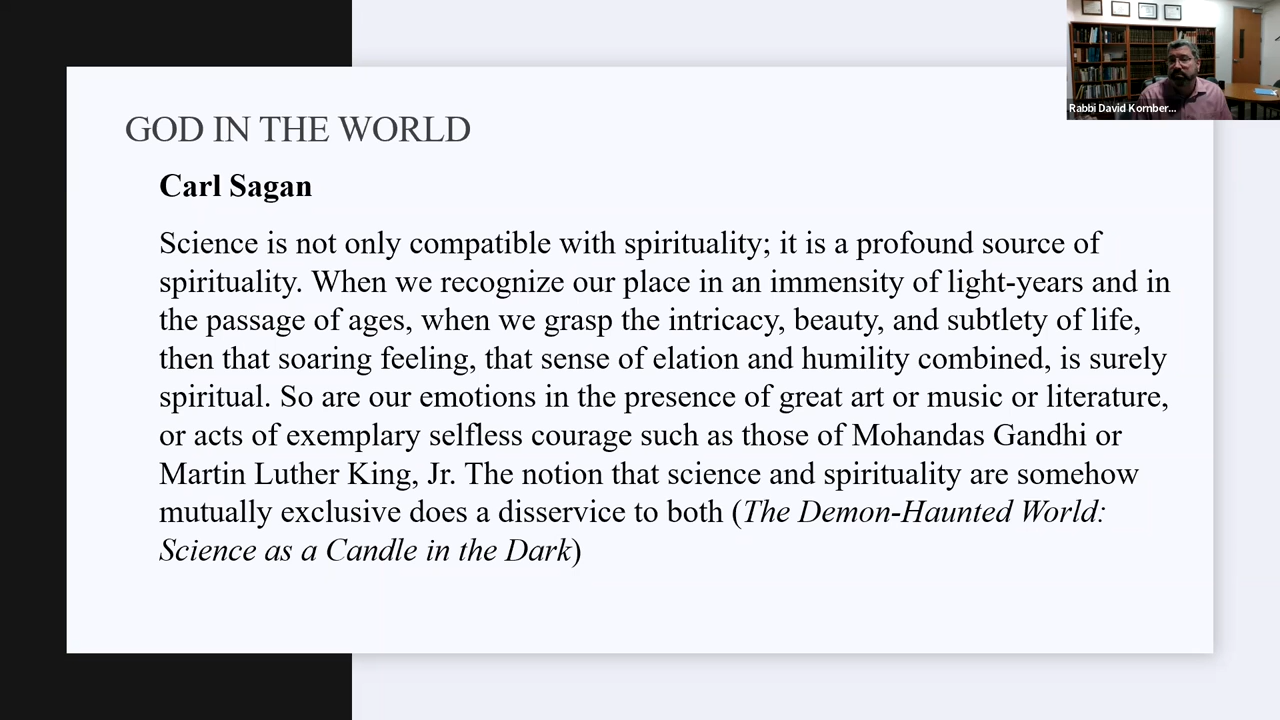 Rabbi David Kornber...
GOD IN THE WORLD
Carl Sagan
Science is not only compatible with spirituality; it is a profound source of
spirituality. When we recognize our place in an immensity of light-years and in
the passage of ages, when we grasp the intricacy, beauty, and subtlety of life,
then that soaring feeling, that sense of elation and humility combined, is surely
spiritual. So are our emotions in the presence of great art or music or literature,
or acts of exemplary selfless courage such as those of Mohandas Gandhi or
Martin Luther King, Jr. The notion that science and spirituality are somehow
mutually exclusive does a disservice to both (The Demon-Haunted World:
Science as a Candle in the Dark)